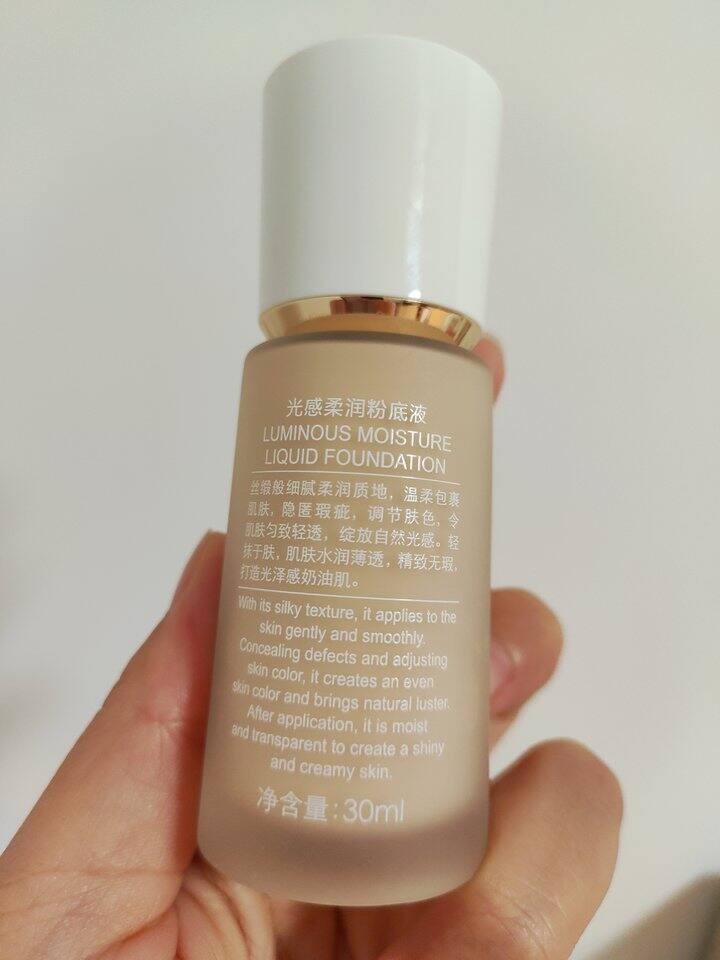 光感柔润粉底液
LUMINOUS MOISTURE
LIQUID FOUNDATION
丝缎般细腻柔润质地，温柔包裹
肌肤，隐匿瑕疵，调节肤色，令
肌肤匀致轻透，绽放自然光感。轻
抹于肤，肌肤水润薄透，精致无瑕，
打造光泽感奶油肌。
With its silky texture, it applies to the
skin gently and smoothly.
Concealing defects and adjusting
skin color, it creates an even
skin color and brings natural luster.
After application, it is moist
and transparent to create a shiny
and creamy skin.
净含量:30ml